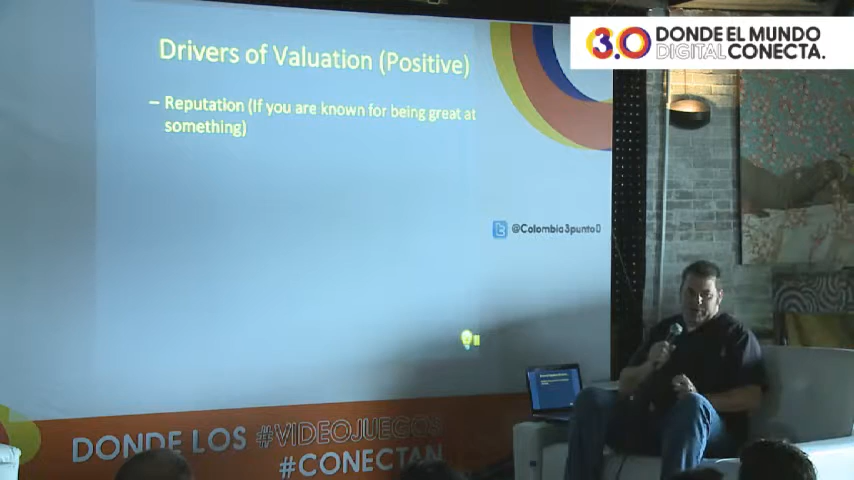 3.0
DONDE EL MUNDO
DIGITAL CONECTA.
Drivers of Valuation (Positive)
– Reputation (If you are known for being great at
something)
@Colombia3punto0
DONDE LOS #VIDEOJUEGOS
#CONECTAN